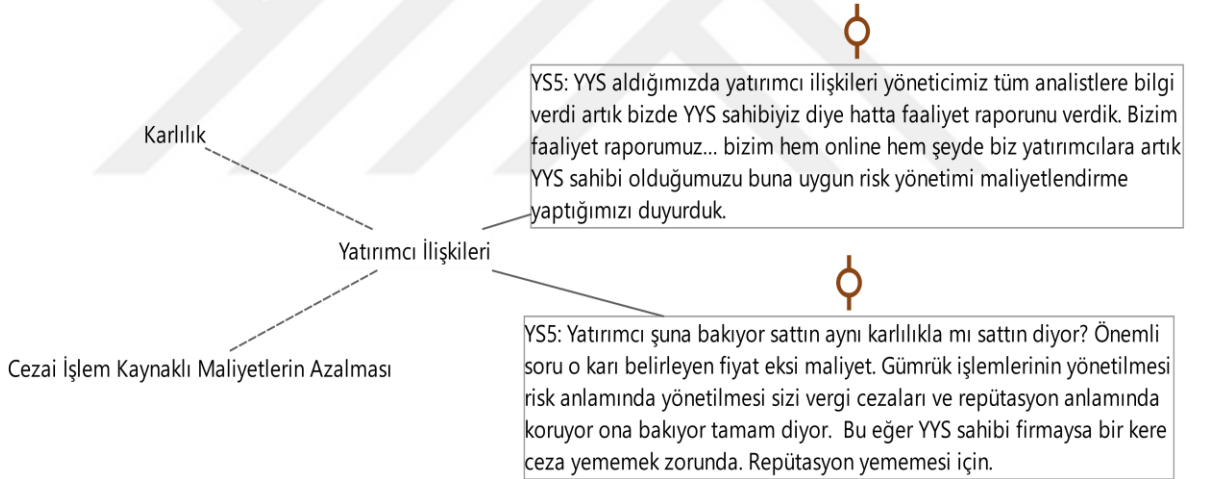 YS5: YYS aldığımızda yatırımcı ilişkileri yöneticimiz tüm analistlere bilgi
verdi artık bizde YYS sahibiyiz diye hatta faaliyet raporunu verdik. Bizim
faaliyet raporumuz... bizim hem online hem şeyde biz yatırımcılara artık
YYS sahibi olduğumuzu buna uygun risk yönetimi maliyetlendirme
yaptığımızı duyurduk.
Karlılık
Yatırımcı İlişkileri
Cezai İşlem Kaynaklı Maliyetlerin Azalması
YS5: Yatırımcı şuna bakıyor sattın aynı karlılıkla mı sattın diyor? Önemli
soru o karı belirleyen fiyat eksi maliyet. Gümrük işlemlerinin yönetilmesi
risk anlamında yönetilmesi sizi vergi cezaları ve repütasyon anlamında
koruyor ona bakıyor tamam diyor.  Bu eğer YYS sahibi firmaysa bir kere
ceza yememek zorunda. Repütasyon yememesi için.